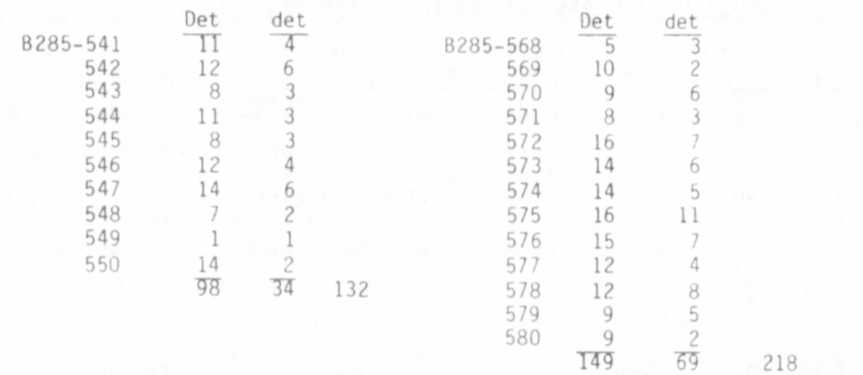 Det det
B285-541 11 4
542 12 6
543 8 3
544 11 3
545 8 3
546 12 4
547 14 6
548 7 2
549 1 1
550 14 2
98 34 132
Det det
B285-568 5 3
569 10 2
570 9 6
571 8 3
572 16 7
573 14 6
574 14 5
575 16 11
576 15 7
577 12 4
578 12 8
579 9 5
580 9 2
149 69 218